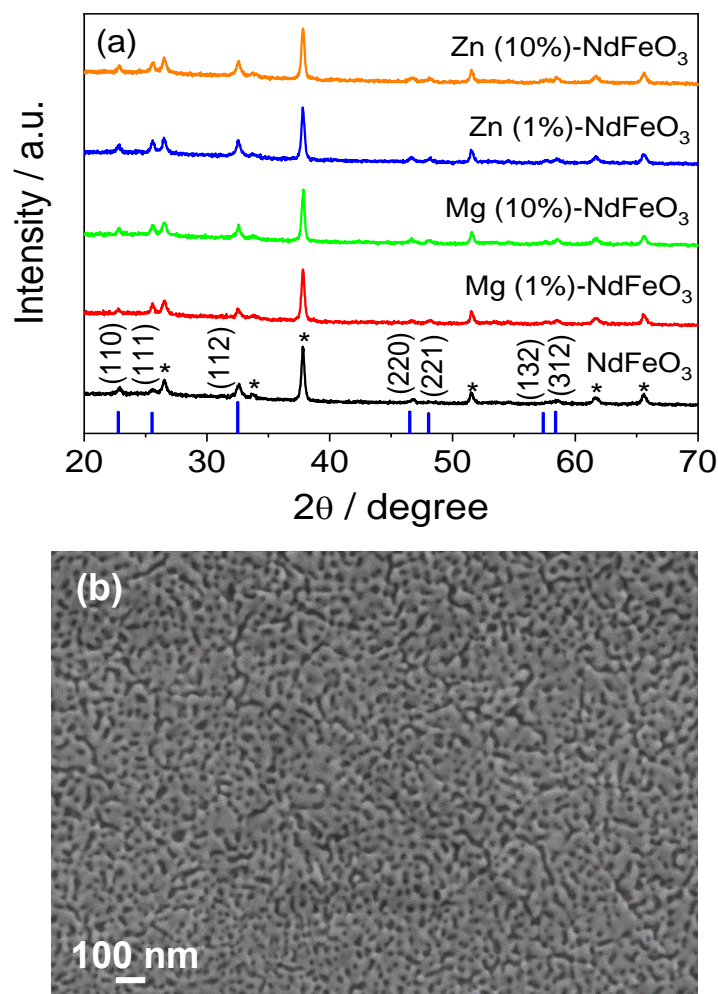 (a)
Zn (10%)-NdFeO₃
Zn (1%)-NdFeO₃
Mg (10%)-NdFeO₃
Mg (1%)-NdFeO₃
NdFeO₃
(110)
(111)
*
(112)
*
*
(220)
(221)
*
(132)
(312)
*
*
Intensity / a.u.
20 30 40 50 60 70
2θ / degree
(b)
100 nm